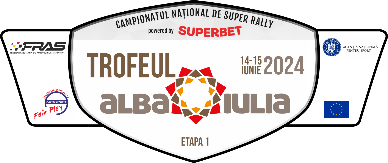 CAMPIONATUL NAȚIONAL DE SUPER RALLY
powered by SUPERBET
FRAS
TROFEUL
14-15
IUNIE 2024
ALBA IULIA
Fair Play
ETAPA 1